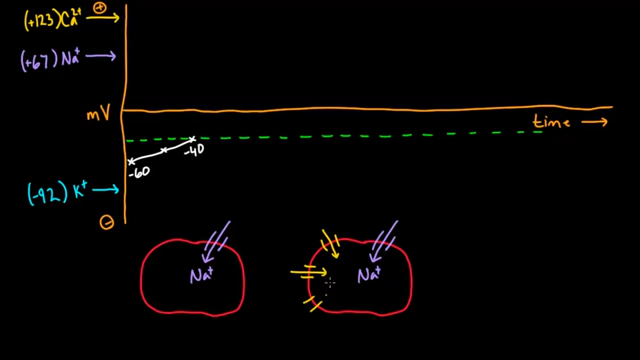 (+123) Ca²⁺ +
(+67) Na⁺
mV
time
-40
-60
(-92) K⁺
−
Na⁺ Na⁺